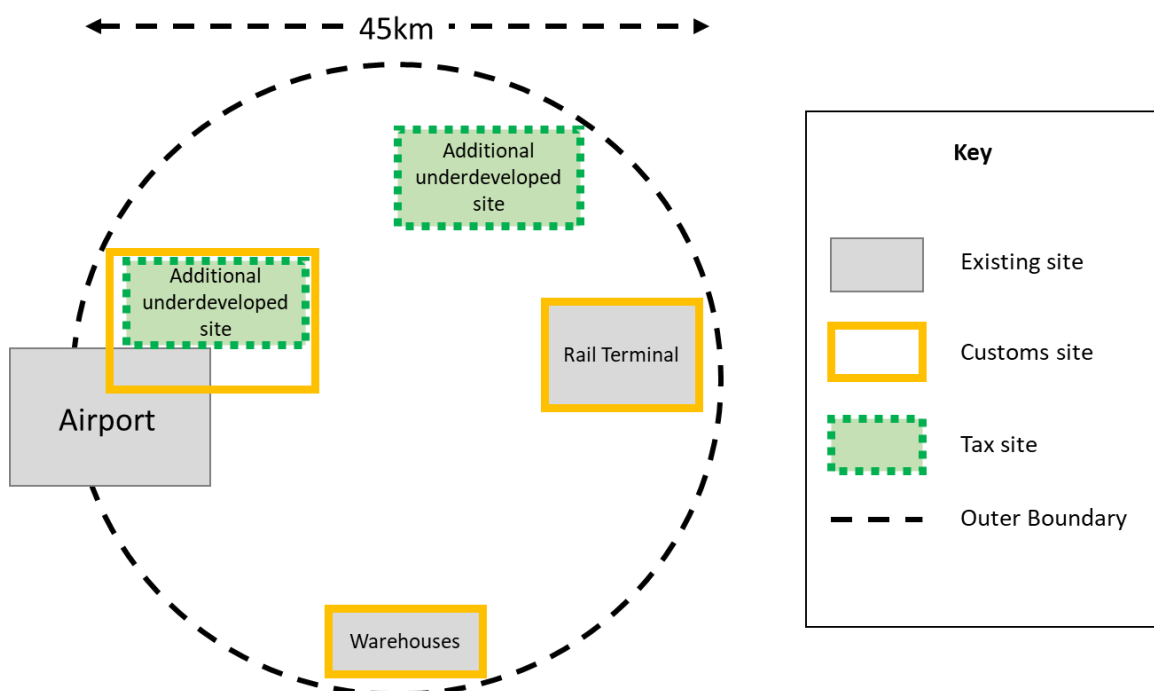 45km
Additional
underdeveloped
site
Additional
underdeveloped
site
Rail Terminal
Airport
Warehouses
Key
Existing site
Customs site
Tax site
Outer Boundary